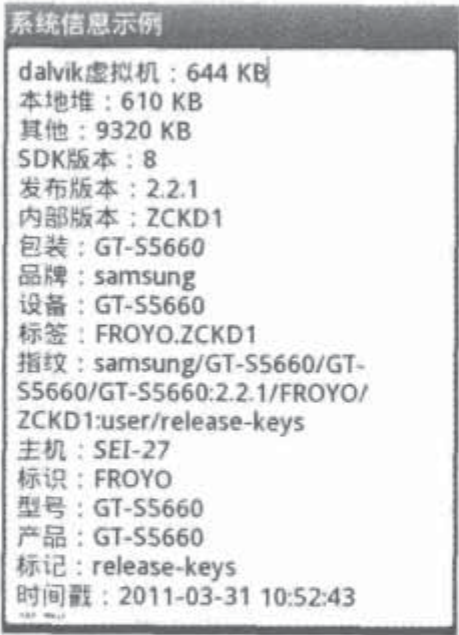 系统信息示例
dalvik虚拟机：644 KB
本地堆：610 KB
其他：9320 KB
SDK版本：8
发布版本：2.2.1
内部版本：ZCKD1
包装：GT-S5660
品牌：samsung
设备：GT-S5660
标签：FROYO.ZCKD1
指纹：samsung/GT-S5660/GT-
S5660/GT-S5660:2.2.1/FROYO/
ZCKD1:user/release-keys
主机：SEI-27
标识：FROYO
型号：GT-S5660
产品：GT-S5660
标记：release-keys
时间戳：2011-03-31 10:52:43